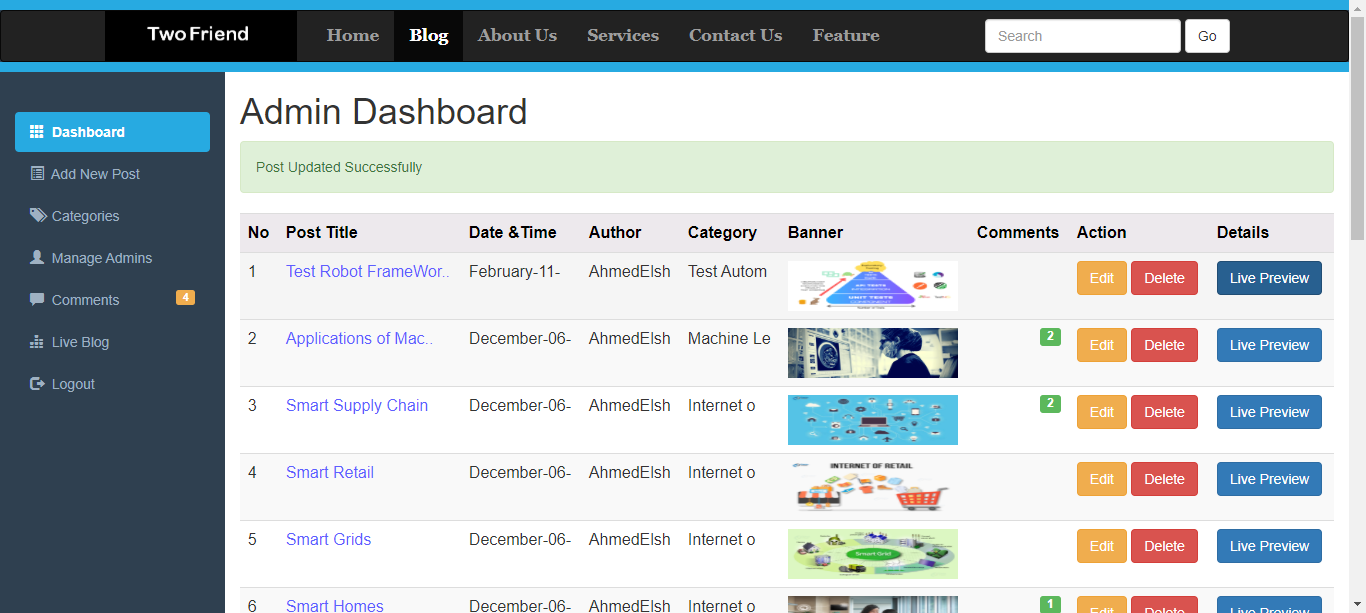 TwoFriend Home Blog About Us Services Contact Us Feature Search Go
Admin Dashboard
Dashboard
Post Updated Successfully
Add New Post
Categories
Manage Admins
Comments 4
Live Blog
Logout
No Post Title Date &Time Author Category Banner Comments Action Details
1 Test Robot FrameWor.. February-11- AhmedElsh Test Autom Edit Delete Live Preview
UNIT TESTS
2 Applications of Mac.. December-06- AhmedElsh Machine Le 2 Edit Delete Live Preview
3 Smart Supply Chain December-06- AhmedElsh Internet o 2 Edit Delete Live Preview
4 Smart Retail December-06- AhmedElsh Internet o INTERNET OF RETAIL Edit Delete Live Preview
5 Smart Grids December-06- AhmedElsh Internet o Smart Grid Edit Delete Live Preview
6 Smart Homes December-06- AhmedElsh Internet o 1 Edit Delete Live Preview